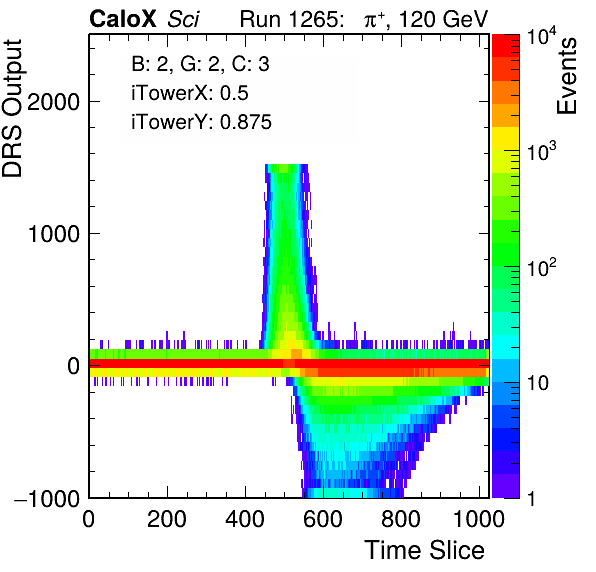 CaloX Sci Run 1265: π⁺, 120 GeV
B: 2, G: 2, C: 3
iTowerX: 0.5
iTowerY: 0.875
DRS Output
2000
1000
0
−1000
0 200 400 600 800 1000
Time Slice
Events
10⁴
10³
10²
10
1